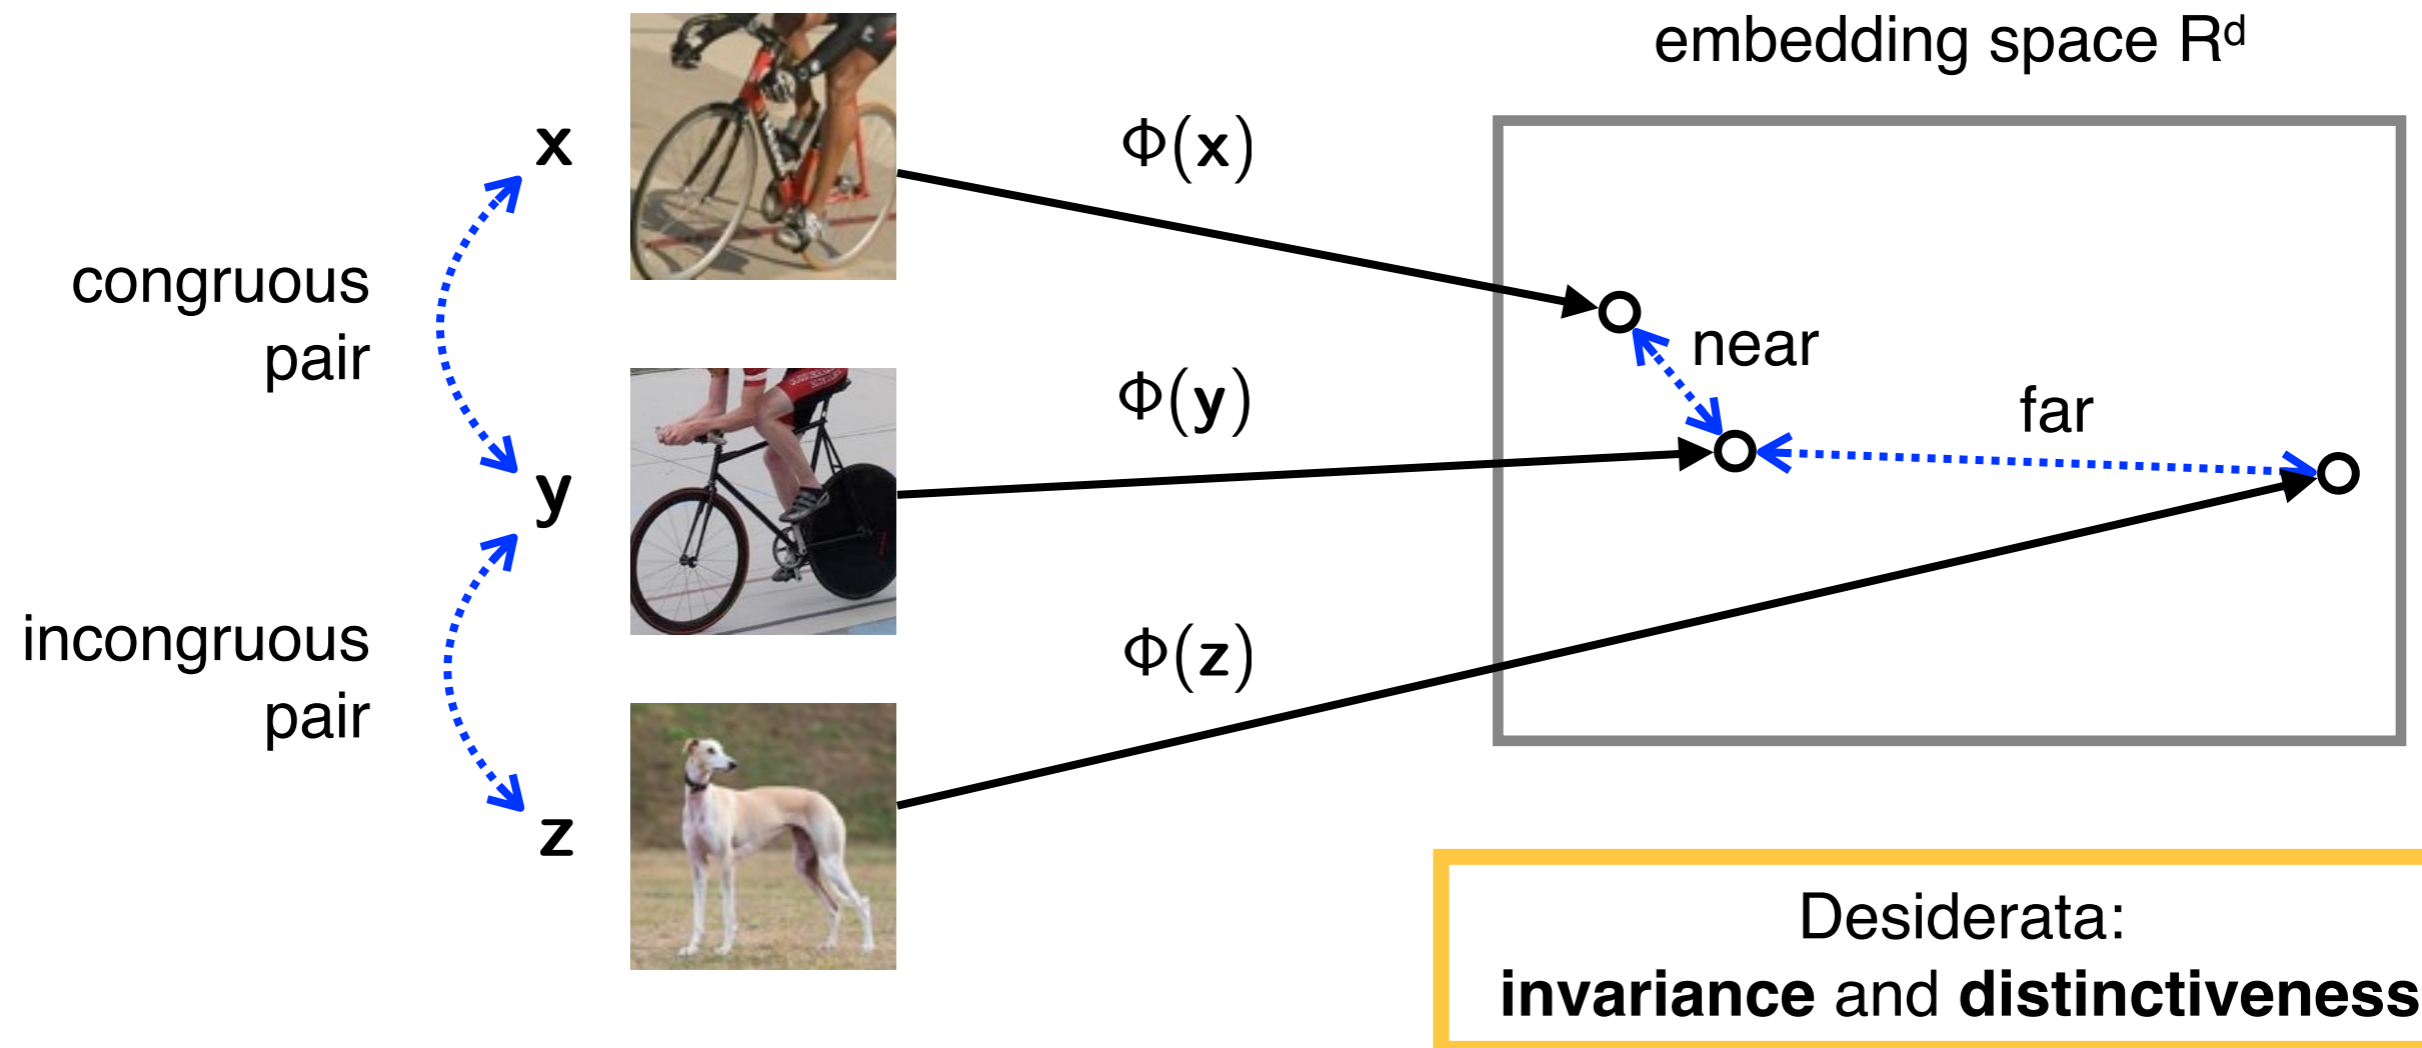 embedding space Rᵈ
x
Φ(x)
congruous
pair
near
Φ(y)
far
y
incongruous
pair
Φ(z)
z
Desiderata:
invariance and distinctiveness